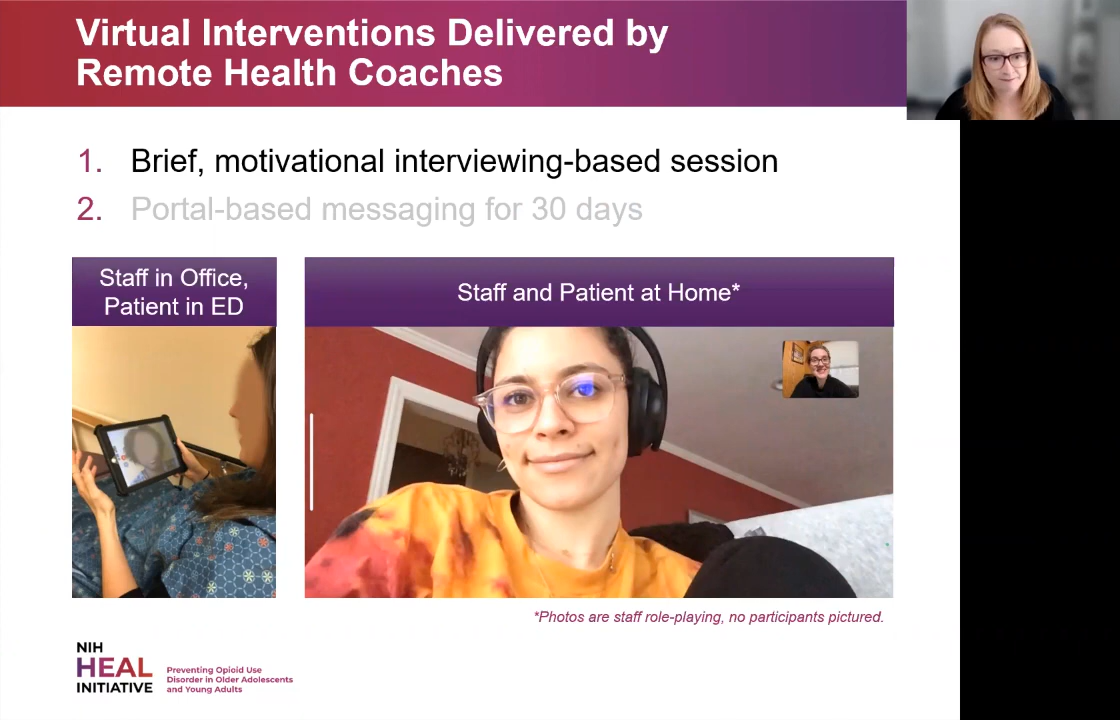 Virtual Interventions Delivered by
Remote Health Coaches
1. Brief, motivational interviewing-based session
2. Portal-based messaging for 30 days
Staff in Office,
Patient in ED
Staff and Patient at Home*
*Photos are staff role-playing, no participants pictured.
NIH
HEAL
INITIATIVE
Preventing Opioid Use
Disorder in Older Adolescents
and Young Adults